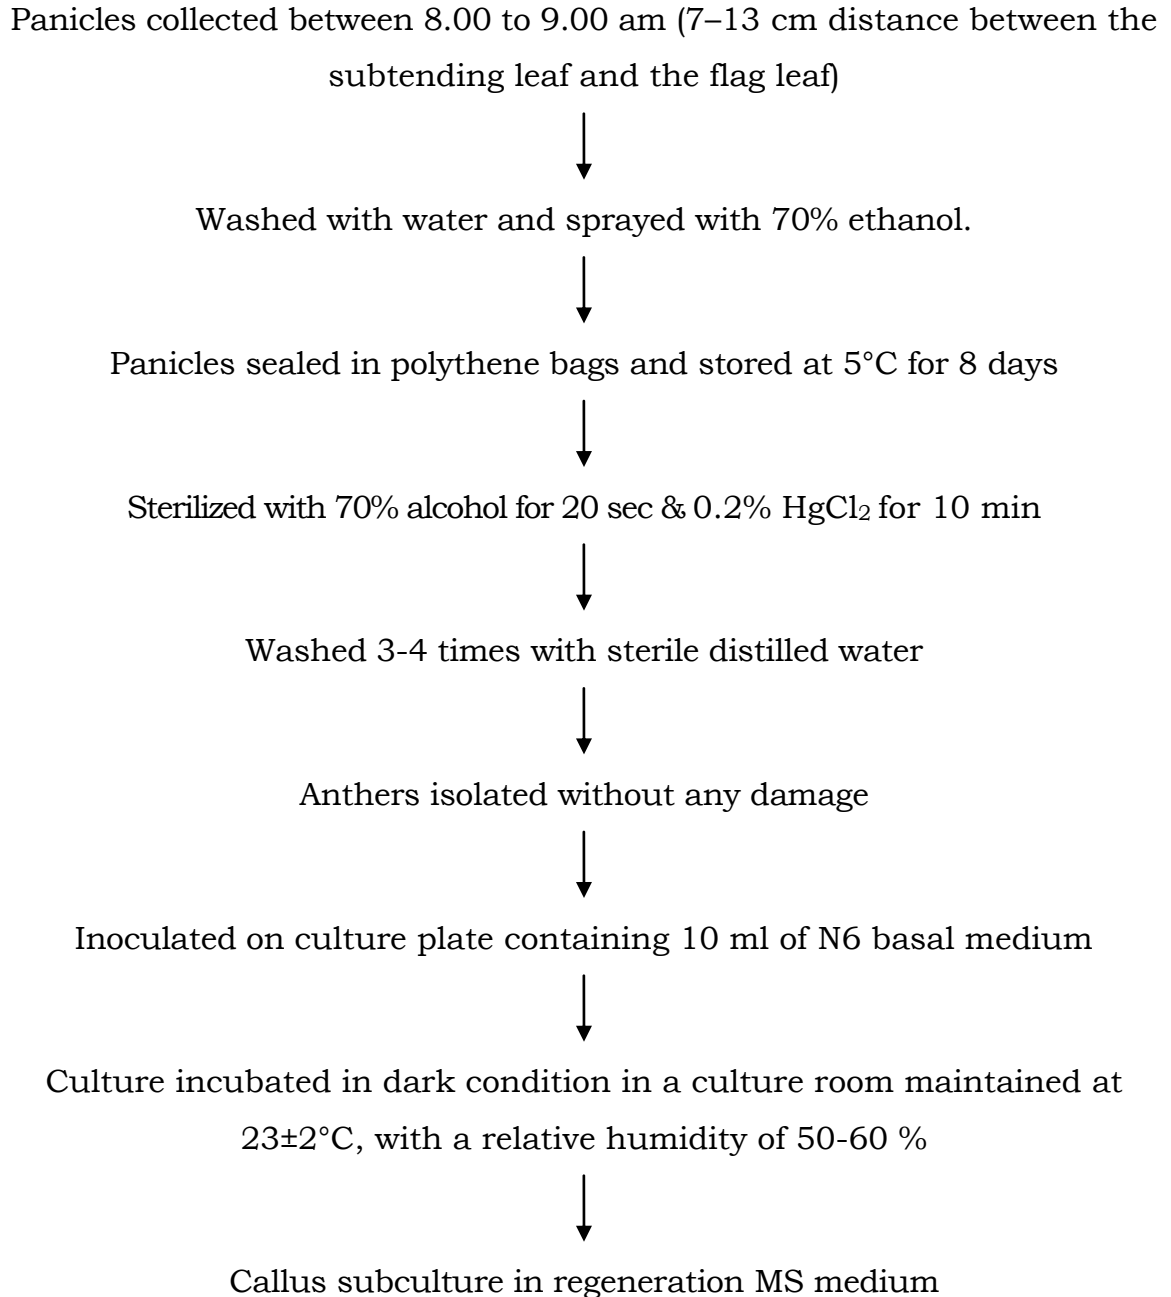 Panicles collected between 8.00 to 9.00 am (7–13 cm distance between the
subtending leaf and the flag leaf)
Washed with water and sprayed with 70% ethanol.
Panicles sealed in polythene bags and stored at 5°C for 8 days
Sterilized with 70% alcohol for 20 sec & 0.2% HgCl₂ for 10 min
Washed 3-4 times with sterile distilled water
Anthers isolated without any damage
Inoculated on culture plate containing 10 ml of N6 basal medium
Culture incubated in dark condition in a culture room maintained at
23±2°C, with a relative humidity of 50-60 %
Callus subculture in regeneration MS medium